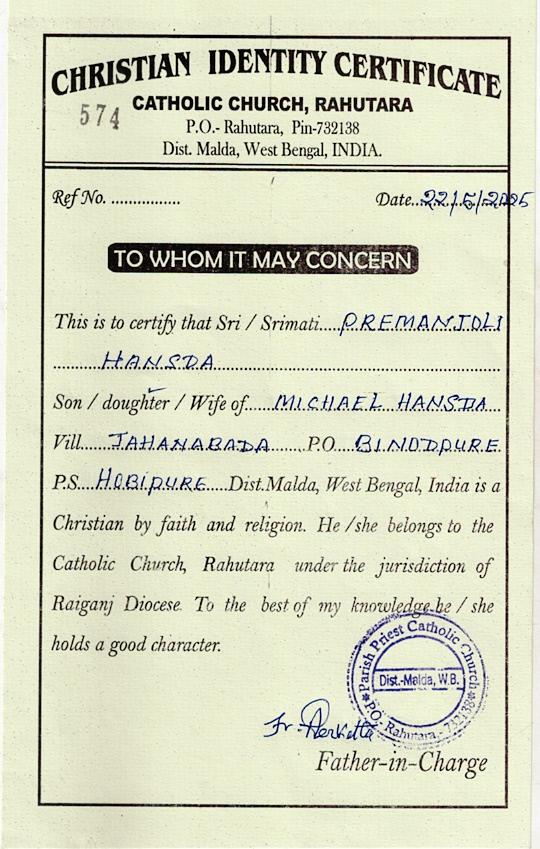 CHRISTIAN IDENTITY CERTIFICATE
574
CATHOLIC CHURCH, RAHUTARA
P.O.- Rahutara, Pin-732138
Dist. Malda, West Bengal, INDIA.
Ref No. ................ Date..22/5/2025
TO WHOM IT MAY CONCERN
This is to certify that Sri / Srimati....PREMANJOLI
HANSDA
Son / doughter / Wife of.....MICHAEL HANSDA
Vill....JAHANABADA....P.O. BINODPURE
P.S....HOBIPURE....Dist.Malda, West Bengal, India is a
Christian by faith and religion. He /she belongs to the
Catholic Church, Rahutara under the jurisdiction of
Raiganj Diocese. To the best of my knowledge he / she
holds a good character.
Parish Priest Catholic Church
Dist.-Malda, W.B.
P.O. Rahutara - 732138
Fr.
Father-in-Charge